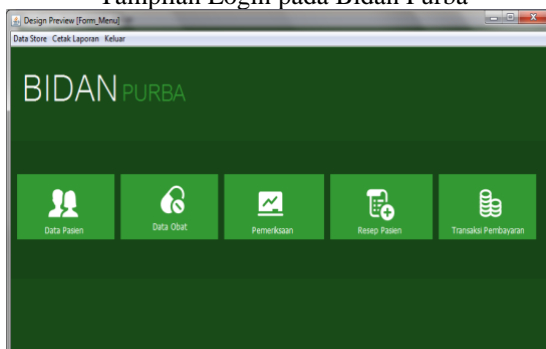 Tampilan Login pada Bidan Purba
Design Preview [Form_Menu]
Data Store Cetak Laporan Keluar
BIDAN PURBA
Data Pasien Data Obat Pemeriksaan Resep Pasien Transaksi Pembayaran